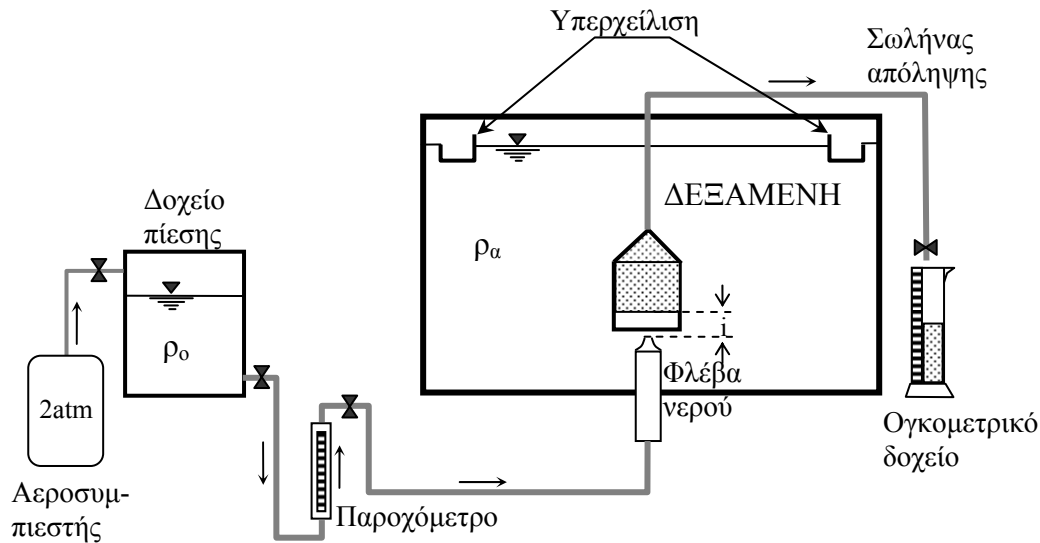 Υπερχείλιση
Σωλήνας
απόληψης
ΔΕΞΑΜΕΝΗ
Δοχείο
πίεσης
ρα
ρο
i
2atm
Φλέβα
νερού
Ογκομετρικό
δοχείο
Αεροσυμ-
πιεστής
Παροχόμετρο